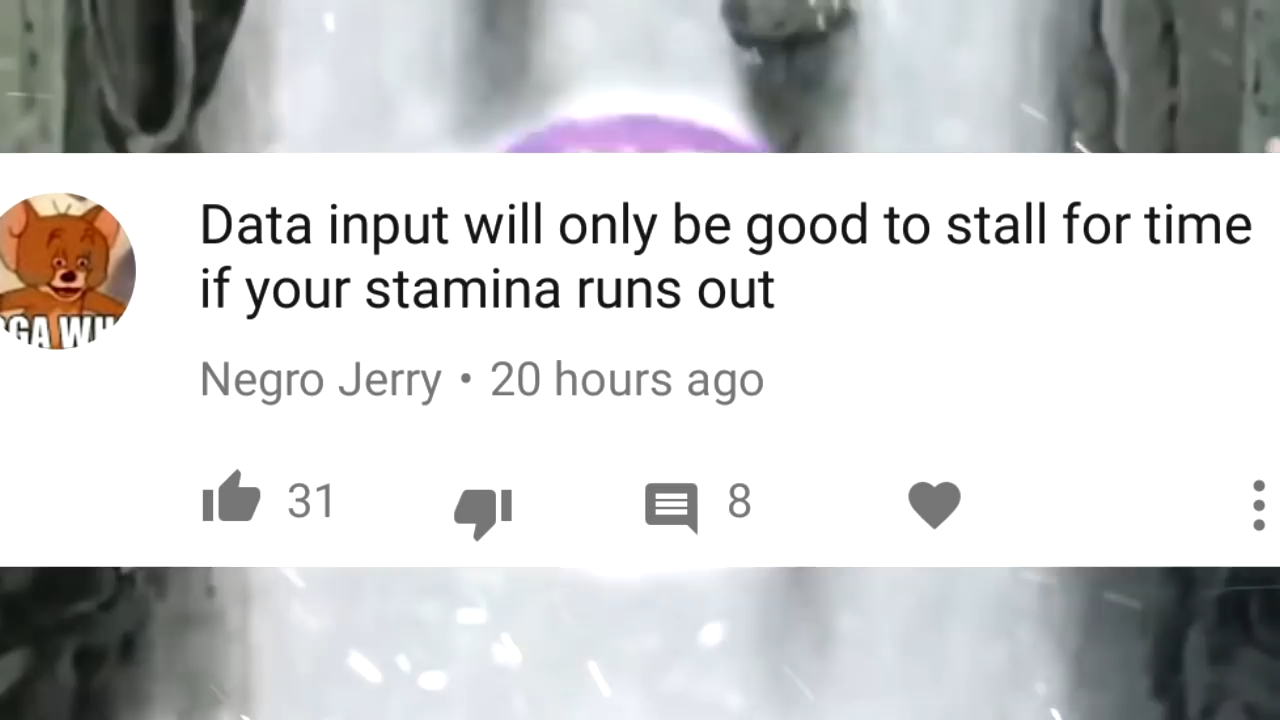 Data input will only be good to stall for time
if your stamina runs out
Negro Jerry • 20 hours ago
31 8